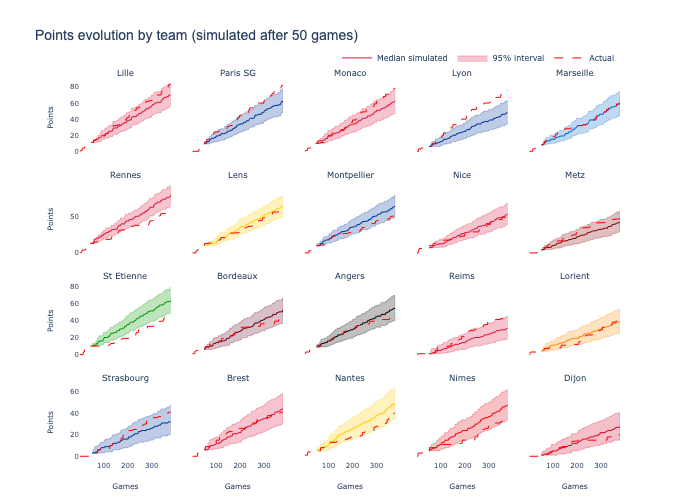 Points evolution by team (simulated after 50 games)
Median simulated 95% interval Actual
Lille Paris SG Monaco Lyon Marseille
80
60
Points
40
20
0
Rennes Lens Montpellier Nice Metz
Points
50
0
St Etienne Bordeaux Angers Reims Lorient
80
60
Points
40
20
0
Strasbourg Brest Nantes Nimes Dijon
60
40
Points
20
0
100 200 300 100 200 300 100 200 300 100 200 300 100 200 300
Games Games Games Games Games